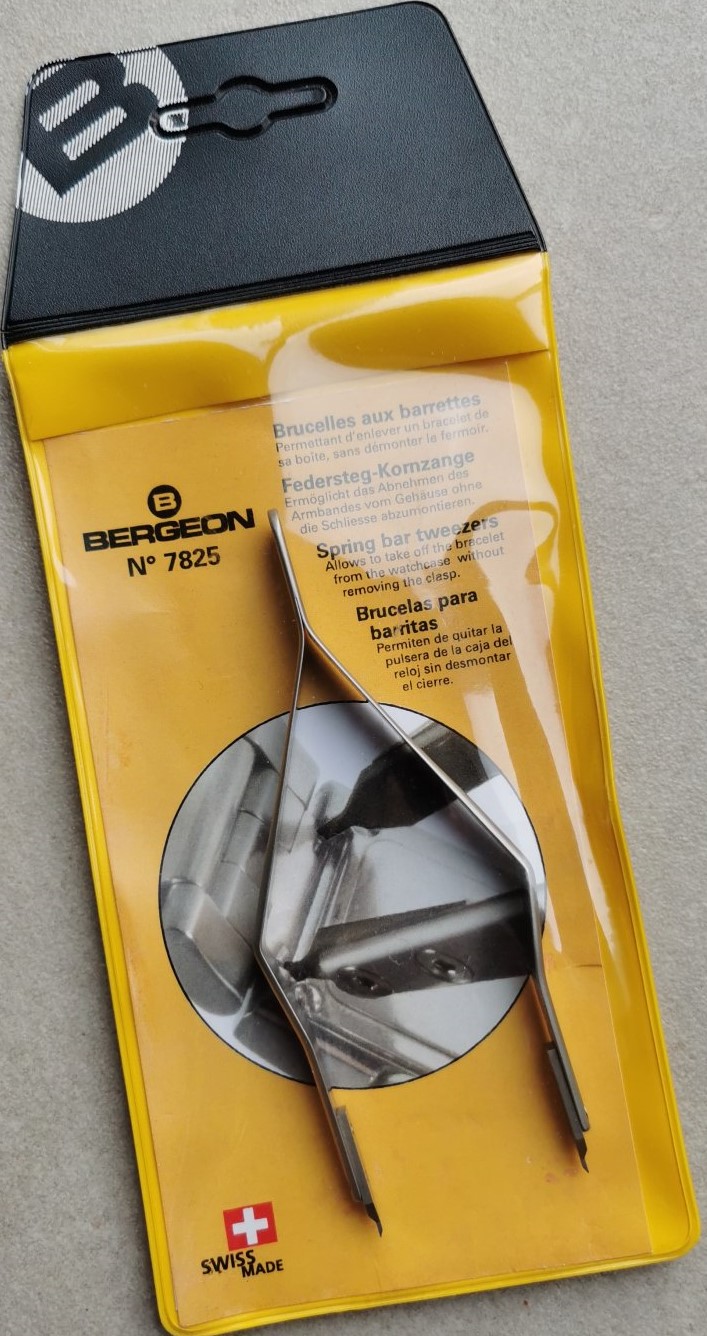 B
Brucelles aux barrettes
Permettant d'enlever un bracelet de
sa boîte, sans démonter le fermoir.
Federsteg-Kornzange
Ermöglicht das Abnehmen des
Armbandes vom Gehäuse ohne
die Schliesse abzumontieren.
B
BERGEON
N° 7825
Spring bar tweezers
Allows to take off the bracelet
from the watchcase without
removing the clasp.
Brucelas para
barritas
Permiten de quitar la
pulsera de la caja del
reloj sin desmontar
el cierre.
SWISS
MADE